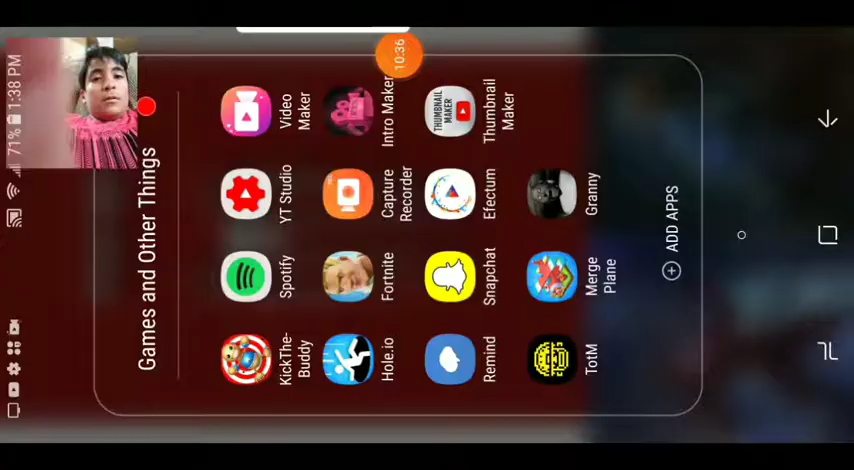 71% 1:38 PM
10:36
Games and Other Things
KickThe-
Buddy
Spotify
YT Studio
Video
Maker
Hole.io
Fortnite
Capture
Recorder
Intro Maker
Remind
Snapchat
Efectum
THUMBNAIL
MAKER
Thumbnail
Maker
TotM
Merge
Plane
Granny
ADD APPS